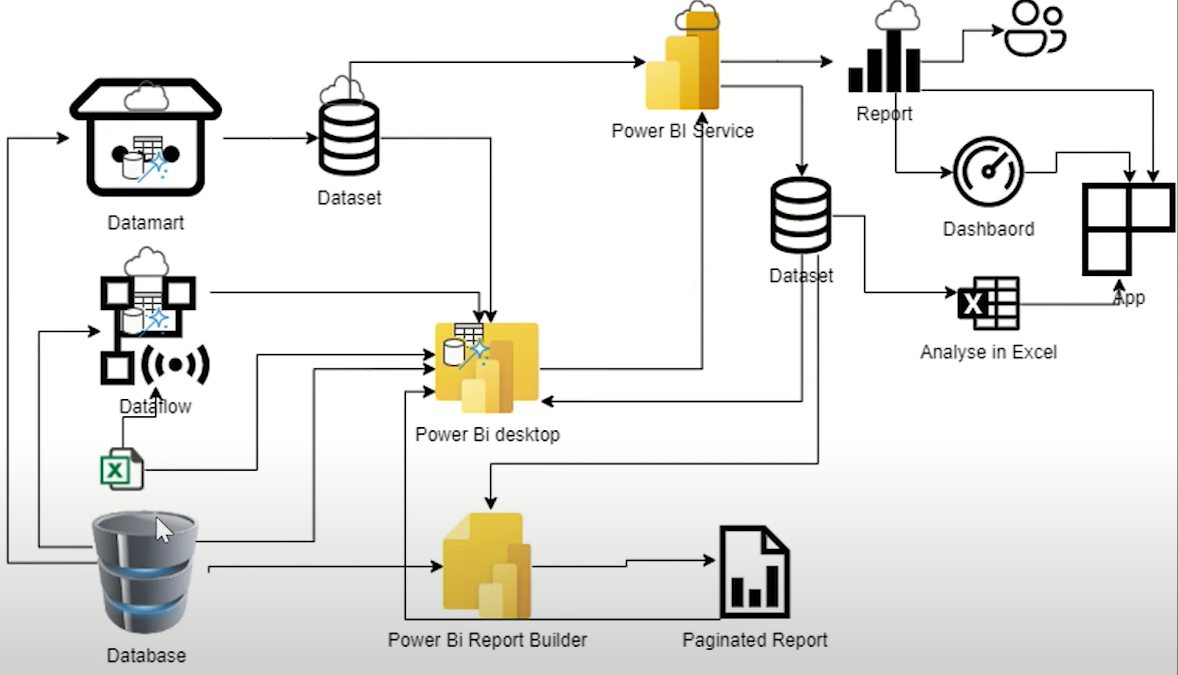 Power BI Service
Report
Datamart
Dataset
Dashbaord
Dataset
App
Analyse in Excel
X
Dataflow
Power Bi desktop
X
Power Bi Report Builder
Paginated Report
Database